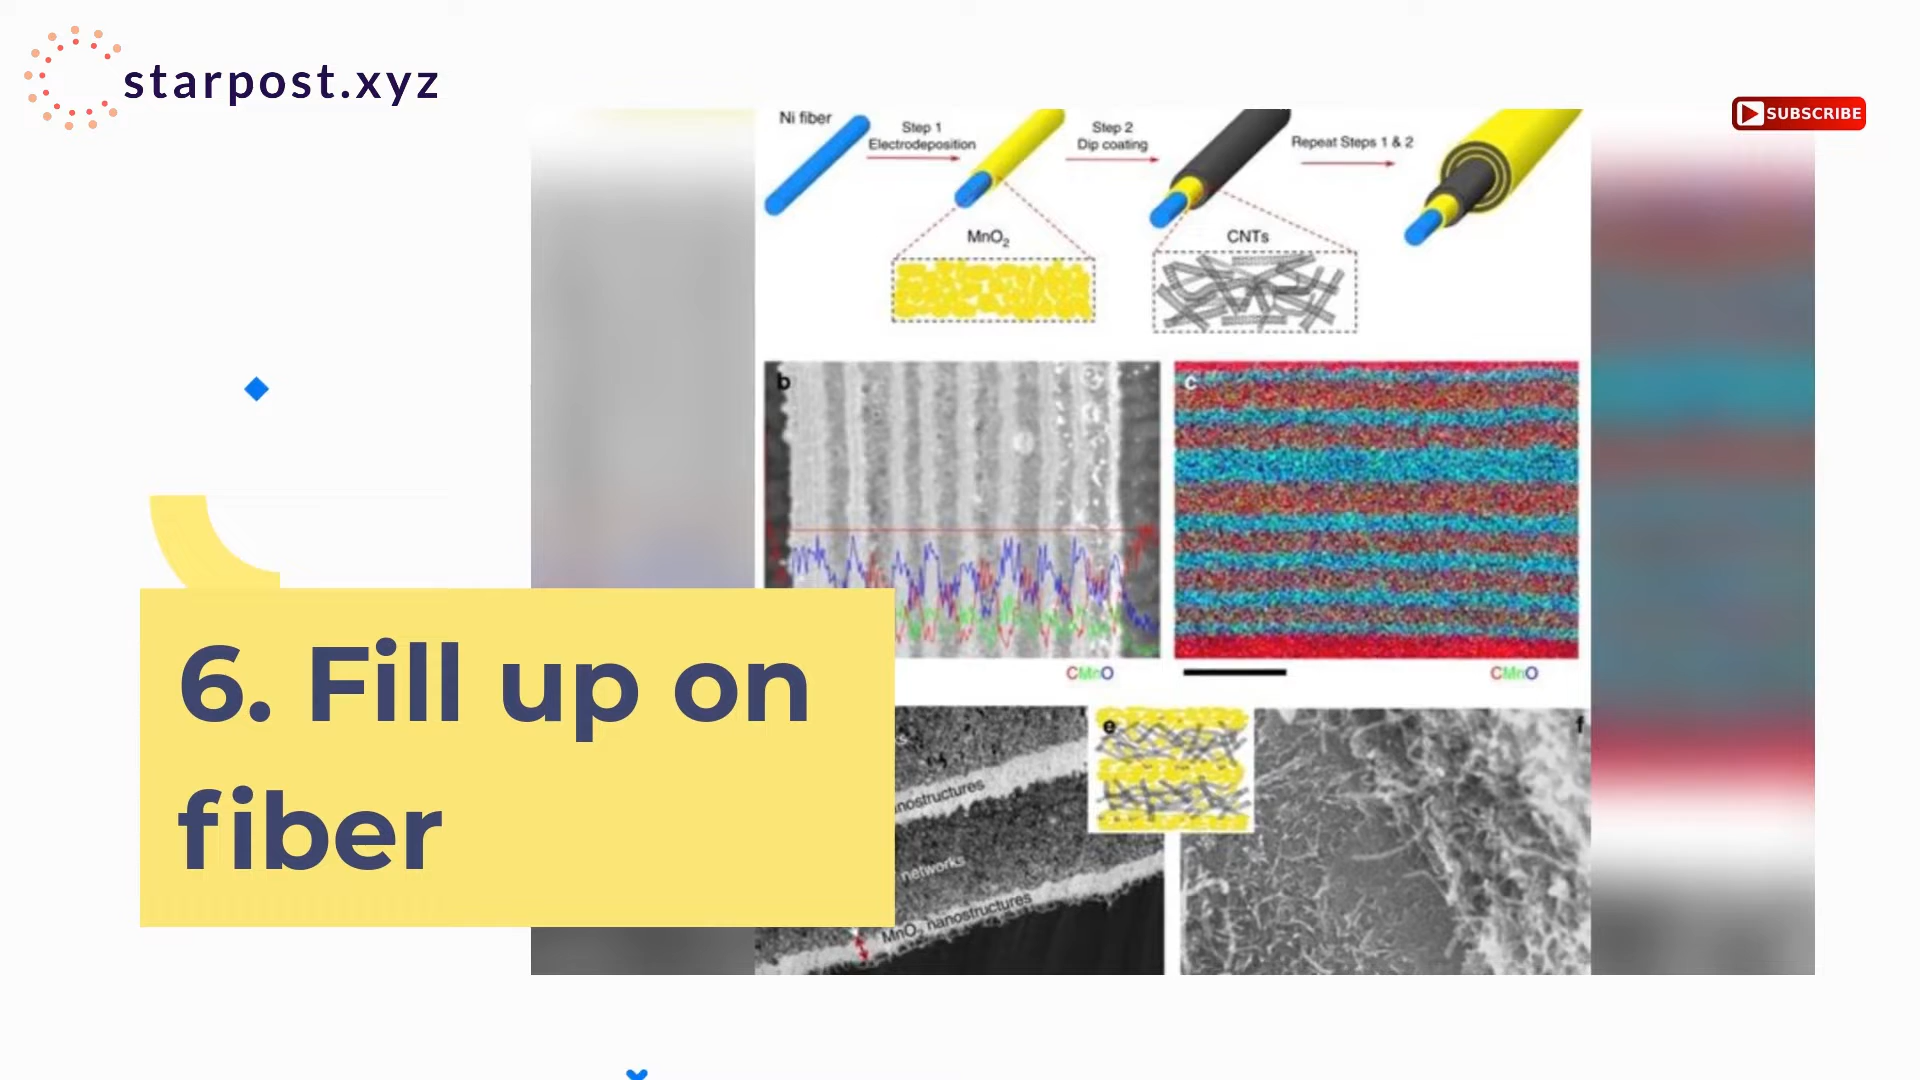 starpost.xyz
SUBSCRIBE
Ni fiber
Step 1
Electrodeposition
Step 2
Dip coating
Repeat Steps 1 & 2
MnO2
CNTs
b
c
CMnO
CMnO
6. Fill up on
fiber
e
f
networks
MnO2 nanostructures